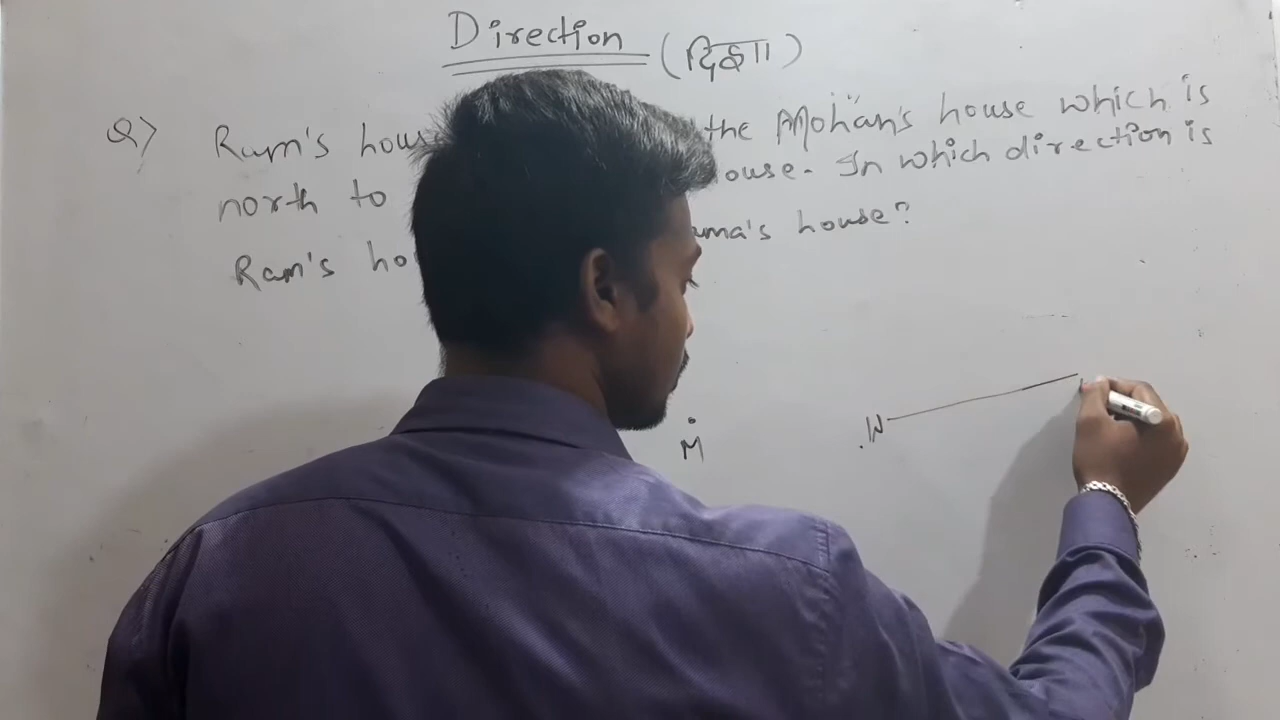 Direction (दिशा)
Q) Ram's hous the Mohan's house which is
north to ouse. In which direction is
Ram's ho uma's house?
M
W